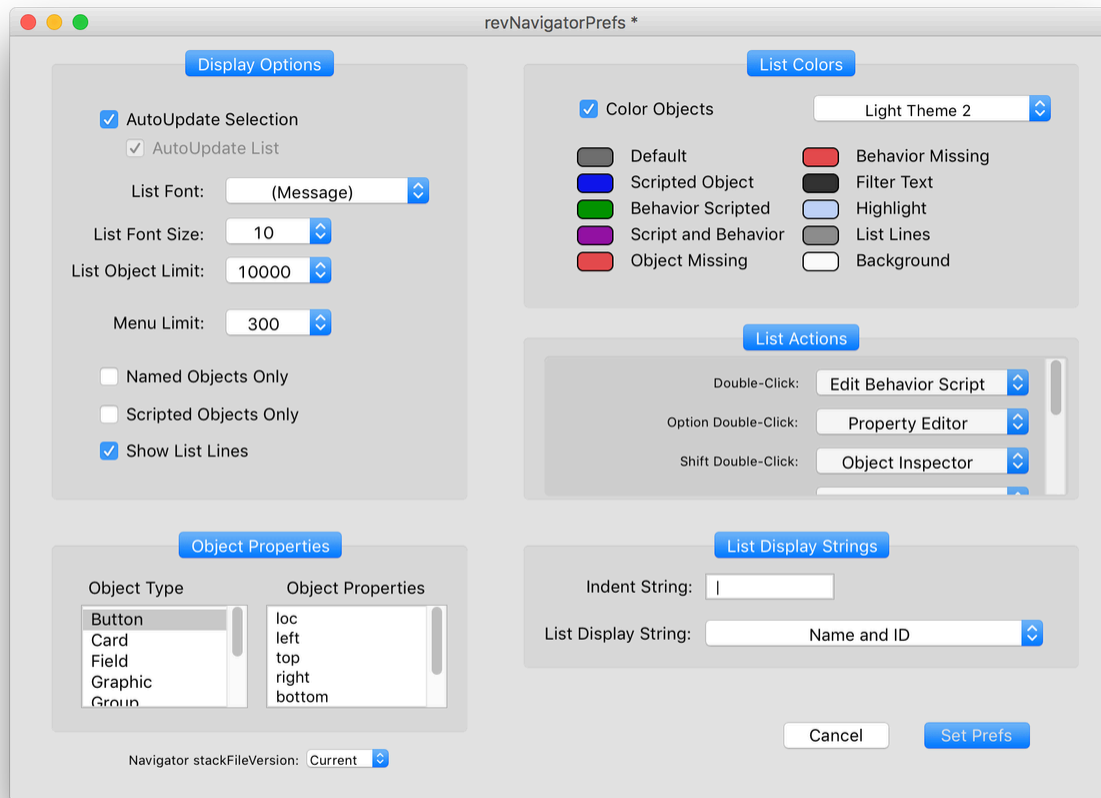 revNavigatorPrefs *
Display Options
AutoUpdate Selection
AutoUpdate List
List Font: (Message)
List Font Size: 10
List Object Limit: 10000
Menu Limit: 300
Named Objects Only
Scripted Objects Only
Show List Lines
List Colors
Color Objects Light Theme 2
Default Behavior Missing
Scripted Object Filter Text
Behavior Scripted Highlight
Script and Behavior List Lines
Object Missing Background
List Actions
Double-Click: Edit Behavior Script
Option Double-Click: Property Editor
Shift Double-Click: Object Inspector
Object Properties
Object Type Object Properties
Button
Card
Field
Graphic
Group
loc
left
top
right
bottom
Navigator stackFileVersion: Current
List Display Strings
Indent String: |
List Display String: Name and ID
Cancel Set Prefs